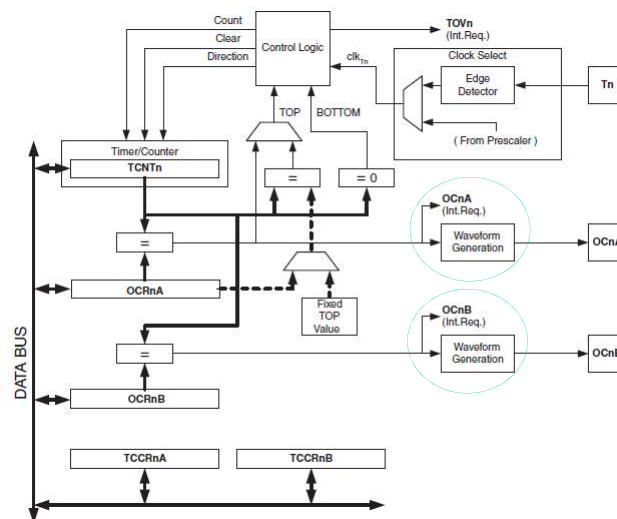 Count
Clear
Direction
Control Logic
TOVn
(Int.Req.)
clkTn
Clock Select
Edge
Detector
( From Prescaler )
Tn
TOP
BOTTOM
Timer/Counter
TCNTn
=
= 0
OCnA
(Int.Req.)
=
Waveform
Generation
OCnA
OCRnA
Fixed
TOP
Value
OCnB
(Int.Req.)
=
Waveform
Generation
OCnB
OCRnB
DATA BUS
TCCRnA
TCCRnB